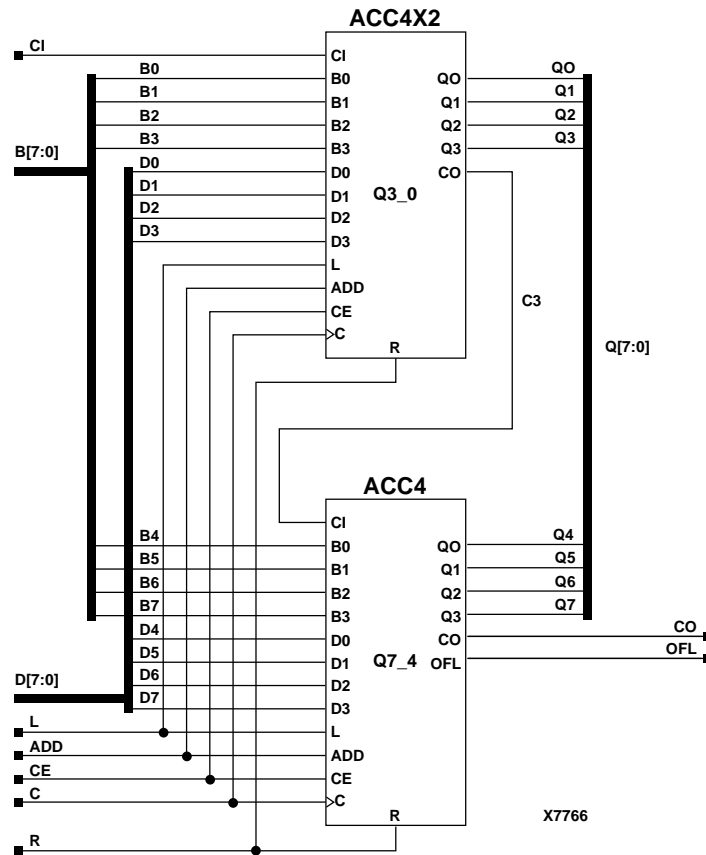 ACC4X2
CI
CI
B0
B0
QO
QO
B1
B1
Q1
Q1
B2
B2
Q2
Q2
B3
B3
Q3
Q3
B[7:0]
D0
D0
CO
D1
D1
Q3_0
D2
D2
D3
D3
L
ADD
C3
CE
C
R
Q[7:0]
ACC4
CI
B4
B0
QO
Q4
B5
B1
Q1
Q5
B6
B2
Q2
Q6
B7
B3
Q3
Q7
D4
D0
CO
CO
D5
D1
Q7_4
OFL
OFL
D[7:0]
D6
D2
D7
D3
L
L
ADD
ADD
CE
CE
C
C
R
X7766
R